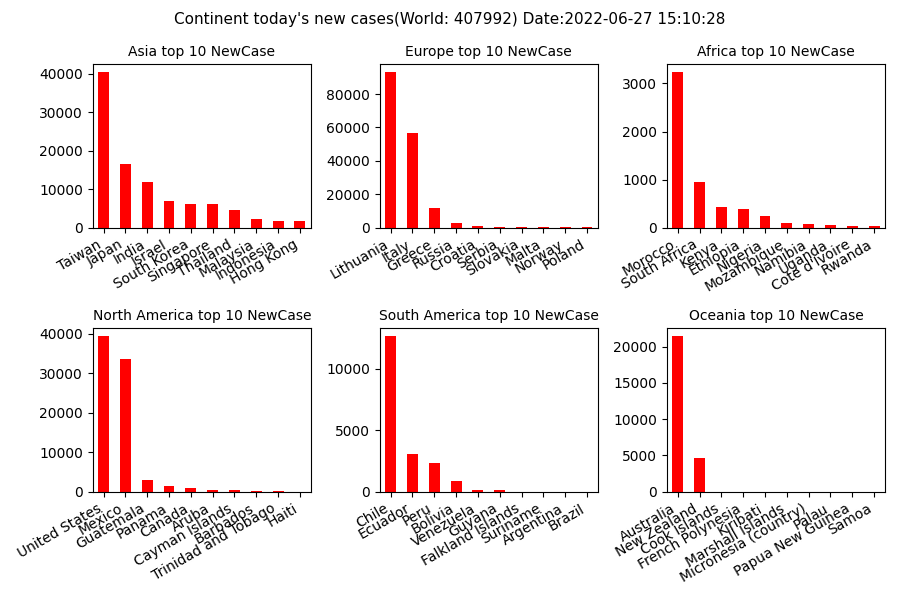 Continent today's new cases(World: 407992) Date:2022-06-27 15:10:28
Asia top 10 NewCase
40000
30000
20000
10000
0
Taiwan
Japan
India
Israel
South Korea
Singapore
Thailand
Malaysia
Indonesia
Hong Kong
Europe top 10 NewCase
80000
60000
40000
20000
0
Lithuania
Italy
Greece
Russia
Croatia
Serbia
Slovakia
Malta
Norway
Poland
Africa top 10 NewCase
3000
2000
1000
0
Morocco
South Africa
Kenya
Ethiopia
Nigeria
Mozambique
Namibia
Uganda
Cote d'Ivoire
Rwanda
North America top 10 NewCase
40000
30000
20000
10000
0
United States
Mexico
Guatemala
Panama
Canada
Aruba
Cayman Islands
Barbados
Trinidad and Tobago
Haiti
South America top 10 NewCase
10000
5000
0
Chile
Ecuador
Peru
Bolivia
Venezuela
Guyana
Falkland Islands
Suriname
Argentina
Brazil
Oceania top 10 NewCase
20000
15000
10000
5000
0
Australia
New Zealand
Cook Islands
French Polynesia
Kiribati
Marshall Islands
Micronesia (country)
Palau
Papua New Guinea
Samoa